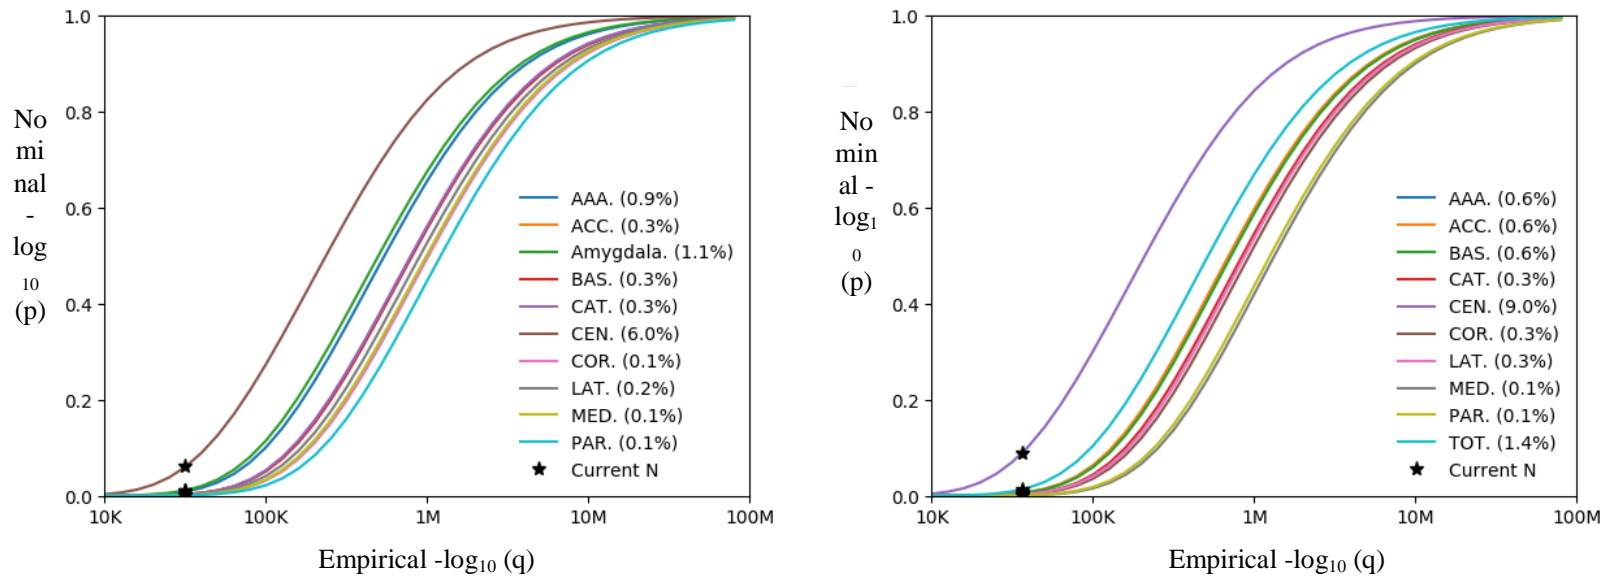 1.0
0.8
0.6
0.4
0.2
0.0
No
mi
nal
-
log
10
(p)
AAA. (0.9%)
ACC. (0.3%)
Amygdala. (1.1%)
BAS. (0.3%)
CAT. (0.3%)
CEN. (6.0%)
COR. (0.1%)
LAT. (0.2%)
MED. (0.1%)
PAR. (0.1%)
Current N
10K 100K 1M 10M 100M
Empirical -log10 (q)
1.0
0.8
0.6
0.4
0.2
0.0
No
min
al -
log1
0
(p)
AAA. (0.6%)
ACC. (0.6%)
BAS. (0.6%)
CAT. (0.3%)
CEN. (9.0%)
COR. (0.3%)
LAT. (0.3%)
MED. (0.1%)
PAR. (0.1%)
TOT. (1.4%)
Current N
10K 100K 1M 10M 100M
Empirical -log10 (q)